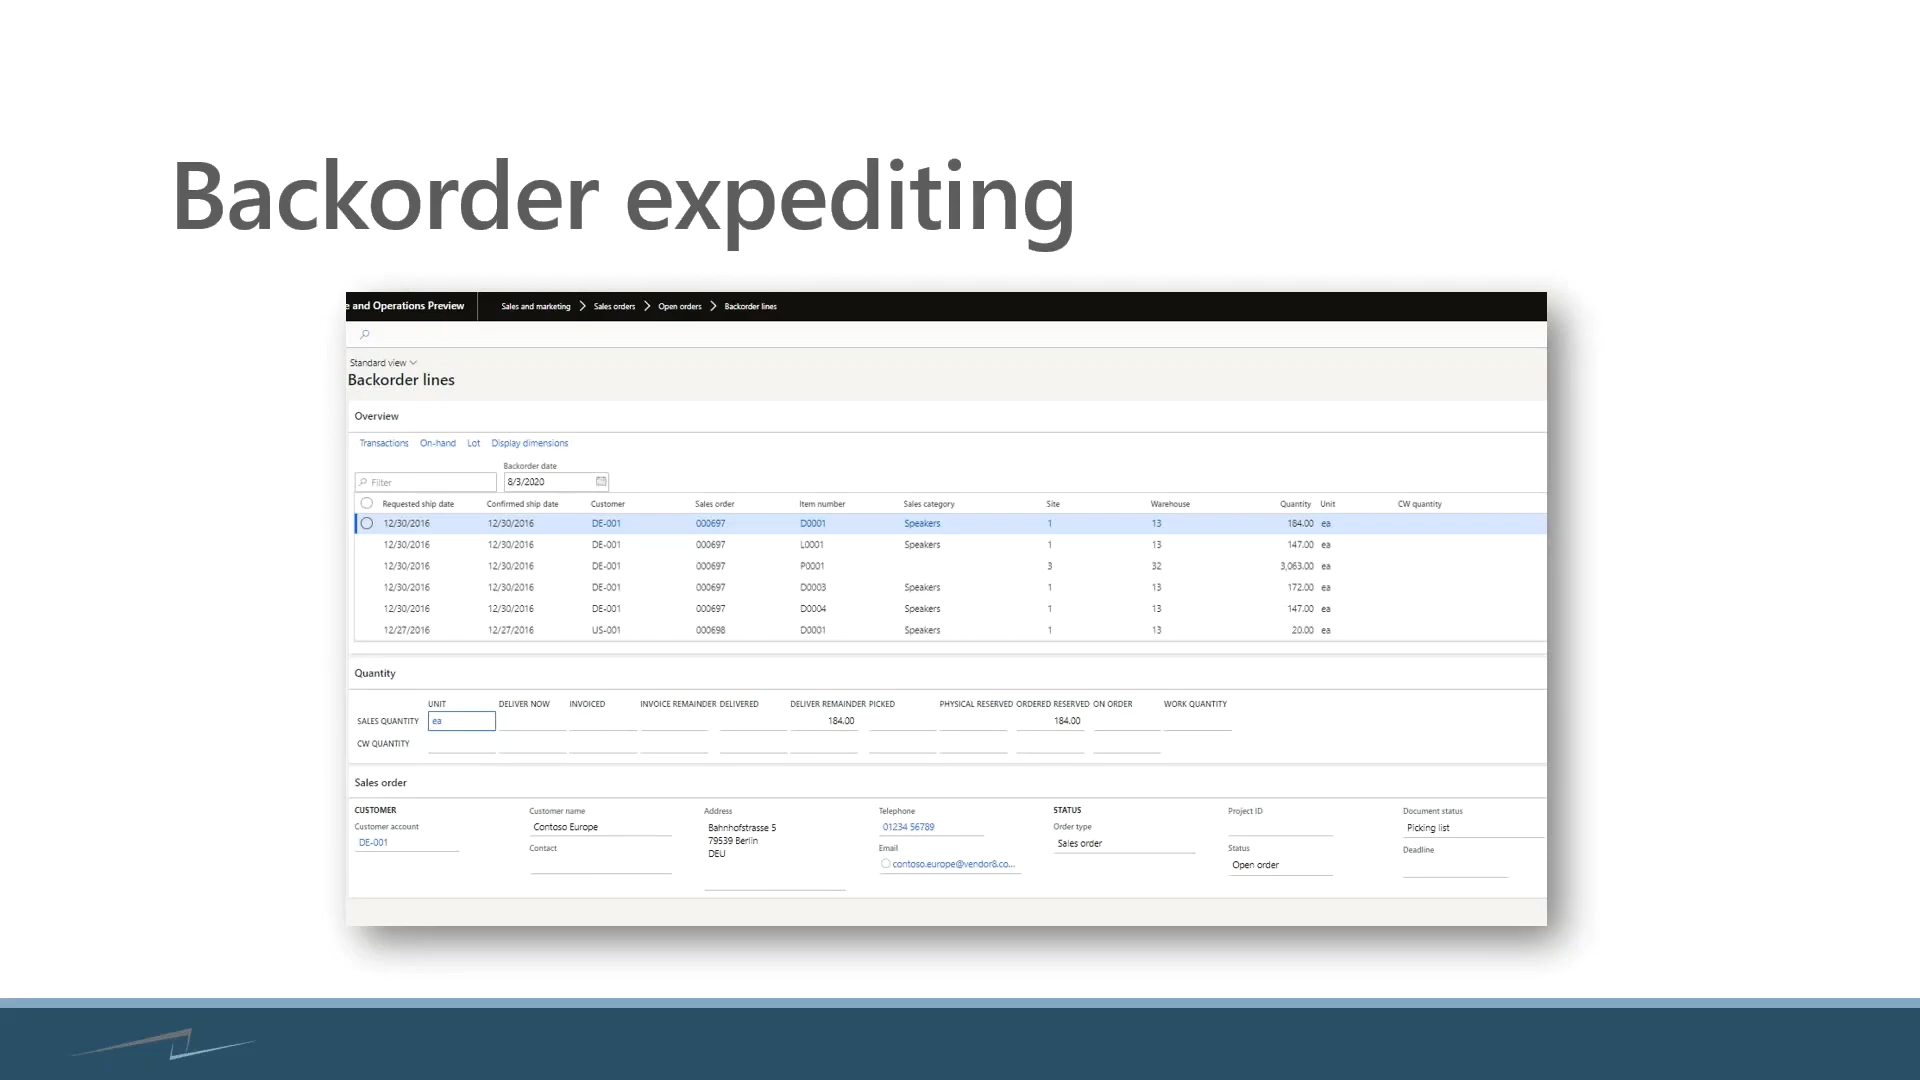 Backorder expediting
e and Operations Preview Sales and marketing Sales orders Open orders Backorder lines
Standard view
Backorder lines
Overview
Transactions On-hand Lot Display dimensions
Backorder date
Filter 8/3/2020
Requested ship date Confirmed ship date Customer Sales order Item number Sales category Site Warehouse Quantity Unit CW quantity
12/30/2016 12/30/2016 DE-001 000697 D0001 Speakers 1 13 184.00 ea
12/30/2016 12/30/2016 DE-001 000697 L0001 Speakers 1 13 147.00 ea
12/30/2016 12/30/2016 DE-001 000697 P0001 3 32 3,063.00 ea
12/30/2016 12/30/2016 DE-001 000697 D0003 Speakers 1 13 172.00 ea
12/30/2016 12/30/2016 DE-001 000697 D0004 Speakers 1 13 147.00 ea
12/27/2016 12/27/2016 US-001 000698 D0001 Speakers 1 13 20.00 ea
Quantity
UNIT DELIVER NOW INVOICED INVOICE REMAINDER DELIVERED DELIVER REMAINDER PICKED PHYSICAL RESERVED ORDERED RESERVED ON ORDER WORK QUANTITY
SALES QUANTITY ea 184.00 184.00
CW QUANTITY
Sales order
CUSTOMER Customer name Address Telephone STATUS Project ID Document status
Customer account Contoso Europe Bahnhofstrasse 5 01234 56789 Order type Picking list
DE-001 Contact 79539 Berlin Email Sales order Status Deadline
DEU contoso.europe@vendor8.co... Open order